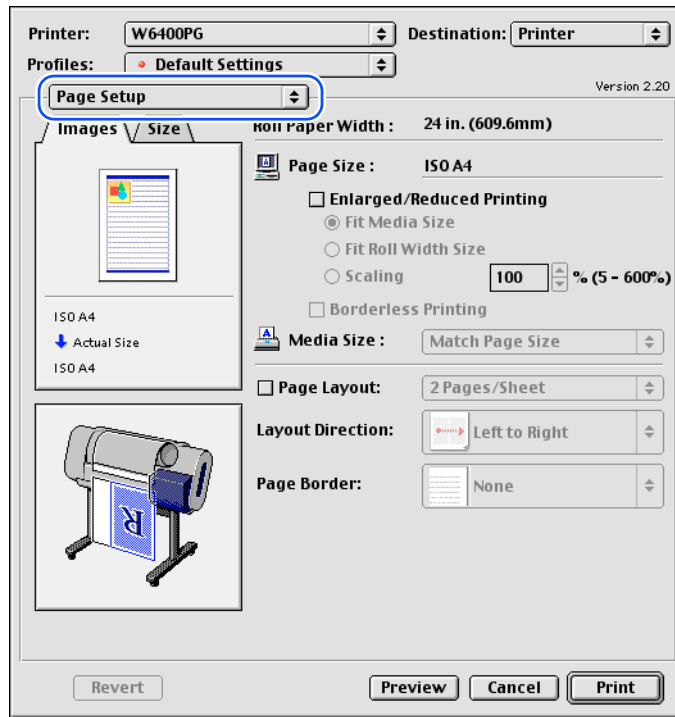 Printer: W6400PG Destination: Printer
Profiles: Default Settings
Version 2.20
Page Setup
Images Size
Roll Paper Width : 24 in. (609.6mm)
Page Size : ISO A4
Enlarged/Reduced Printing
Fit Media Size
Fit Roll Width Size
Scaling 100 % (5 - 600%)
Borderless Printing
ISO A4
Actual Size
ISO A4
Media Size : Match Page Size
Page Layout: 2 Pages/Sheet
Layout Direction: Left to Right
Page Border: None
R
Revert Preview Cancel Print